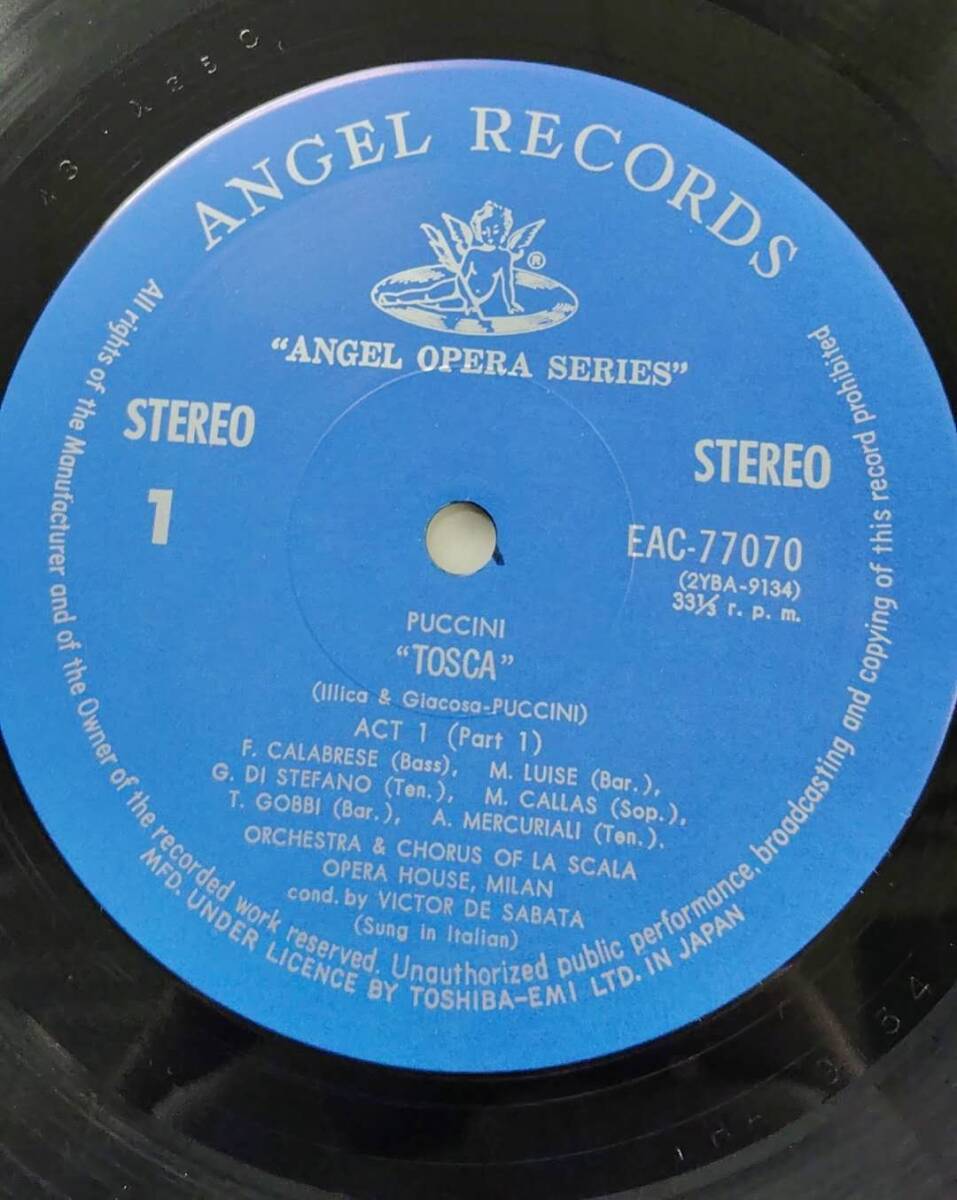 ANGEL RECORDS
®
“ANGEL OPERA SERIES”
STEREO
STEREO
1
EAC-77070
(2YBA-9134)
33⅓ r. p. m.
PUCCINI
“TOSCA”
(Illica & Giacosa-PUCCINI)
ACT 1 (Part 1)
F. CALABRESE (Bass), M. LUISE (Bar.),
G. DI STEFANO (Ten.), M. CALLAS (Sop.),
T. GOBBI (Bar.), A. MERCURIALI (Ten.).
ORCHESTRA & CHORUS OF LA SCALA
OPERA HOUSE, MILAN
cond. by VICTOR DE SABATA
(Sung in Italian)
All rights of the Manufacturer and of the Owner of the recorded work reserved. Unauthorized public performance, broadcasting and copying of this record prohibited
MFD. UNDER LICENCE BY TOSHIBA-EMI LTD. IN JAPAN